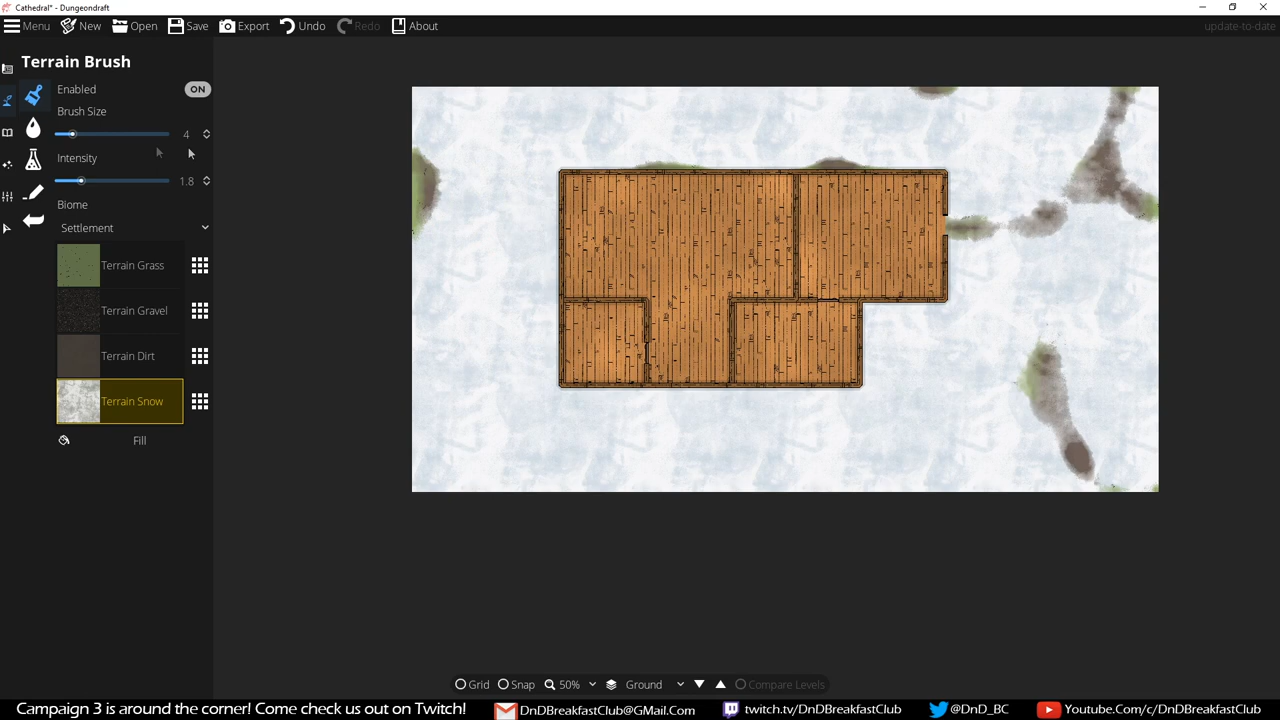 Cathedral* - Dungeondraft
Menu New Open Save Export Undo Redo About update-to-date
Terrain Brush
Enabled ON
Brush Size
4
Intensity
1.8
Biome
Settlement
Terrain Grass
Terrain Gravel
Terrain Dirt
Terrain Snow
Fill
Grid Snap 50% Ground Compare Levels
Campaign 3 is around the corner! Come check us out on Twitch! DnDBreakfastClub@GMail.Com twitch.tv/DnDBreakfastClub @DnD_BC Youtube.Com/c/DnDBreakfastClub